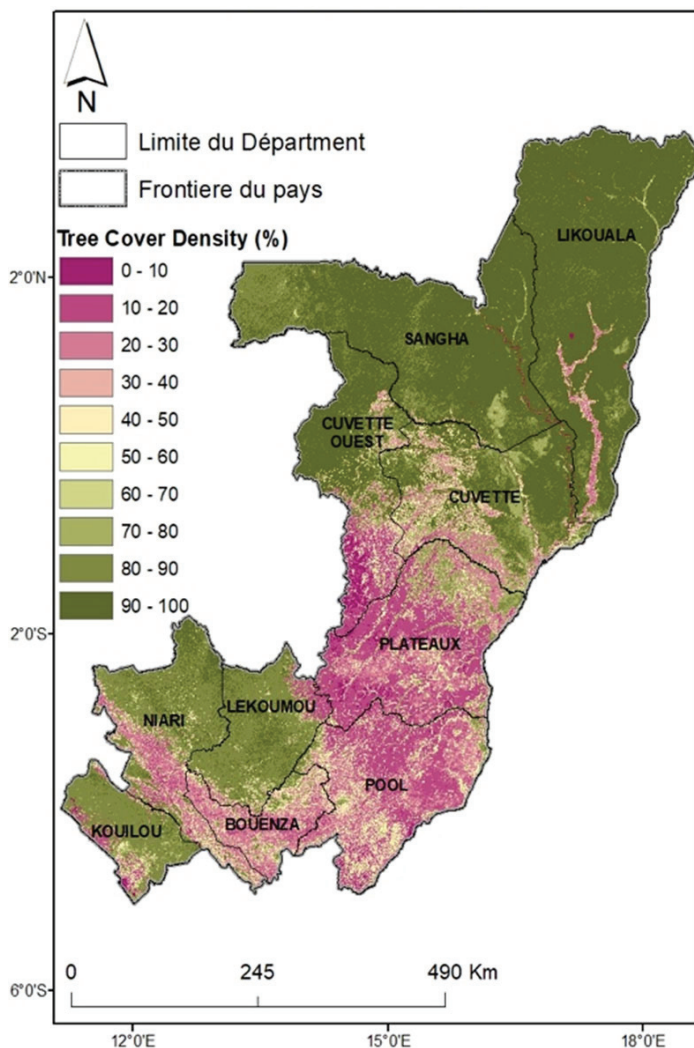 N
Limite du Départment
Frontiere du pays
Tree Cover Density (%)
0 - 10
10 - 20
20 - 30
30 - 40
40 - 50
50 - 60
60 - 70
70 - 80
80 - 90
90 - 100
LIKOUALA
2°0'N
SANGHA
CUVETTE
OUEST
CUVETTE
2°0'S
PLATEAUX
LEKOUMOU
NIARI
POOL
BOUENZA
KOUILOU
0 245 490 Km
6°0'S
12°0'E 15°0'E 18°0'E